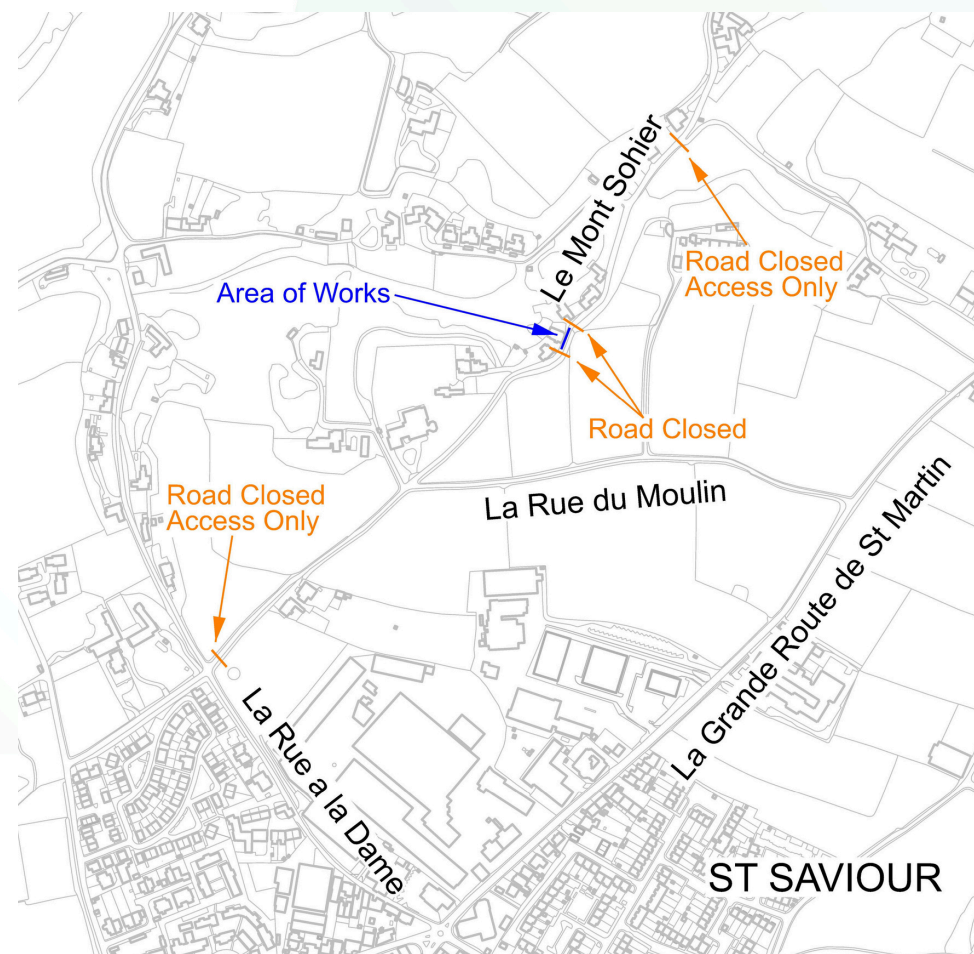 Le Mont Sohier
Road Closed
Access Only
Area of Works
Road Closed
La Rue du Moulin
Road Closed
Access Only
La Grande Route de St Martin
La Rue a la Dame
ST SAVIOUR